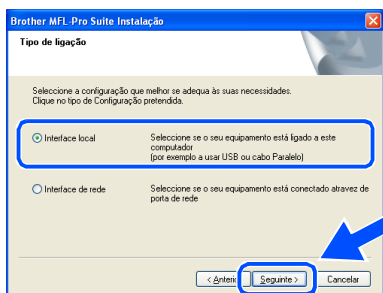 Brother MFL-Pro Suite Instalação
Tipo de ligação
Seleccione a configuração que melhor se adequa às suas necessidades.
Clique no tipo de Configuração pretendida.
Interface local
Seleccione se o seu equipamento está ligado a este
computador
(por exemplo a usar USB ou cabo Paralelo)
Interface de rede
Seleccione se o seu equipamento está conectado atravez de
porta de rede
< Anteri
Seguinte >
Cancelar